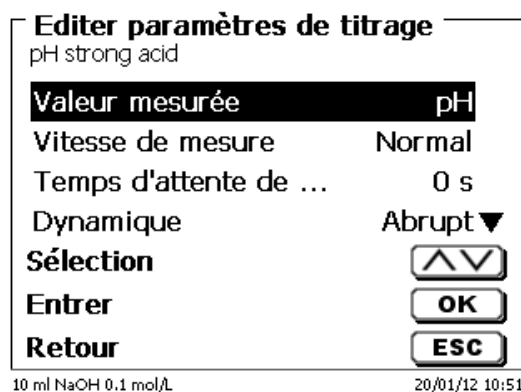 Editer paramètres de titrage
pH strong acid
Valeur mesurée pH
Vitesse de mesure Normal
Temps d'attente de ... 0 s
Dynamique Abrupt
Sélection
Entrer OK
Retour ESC
10 ml NaOH 0.1 mol/L 20/01/12 10:51